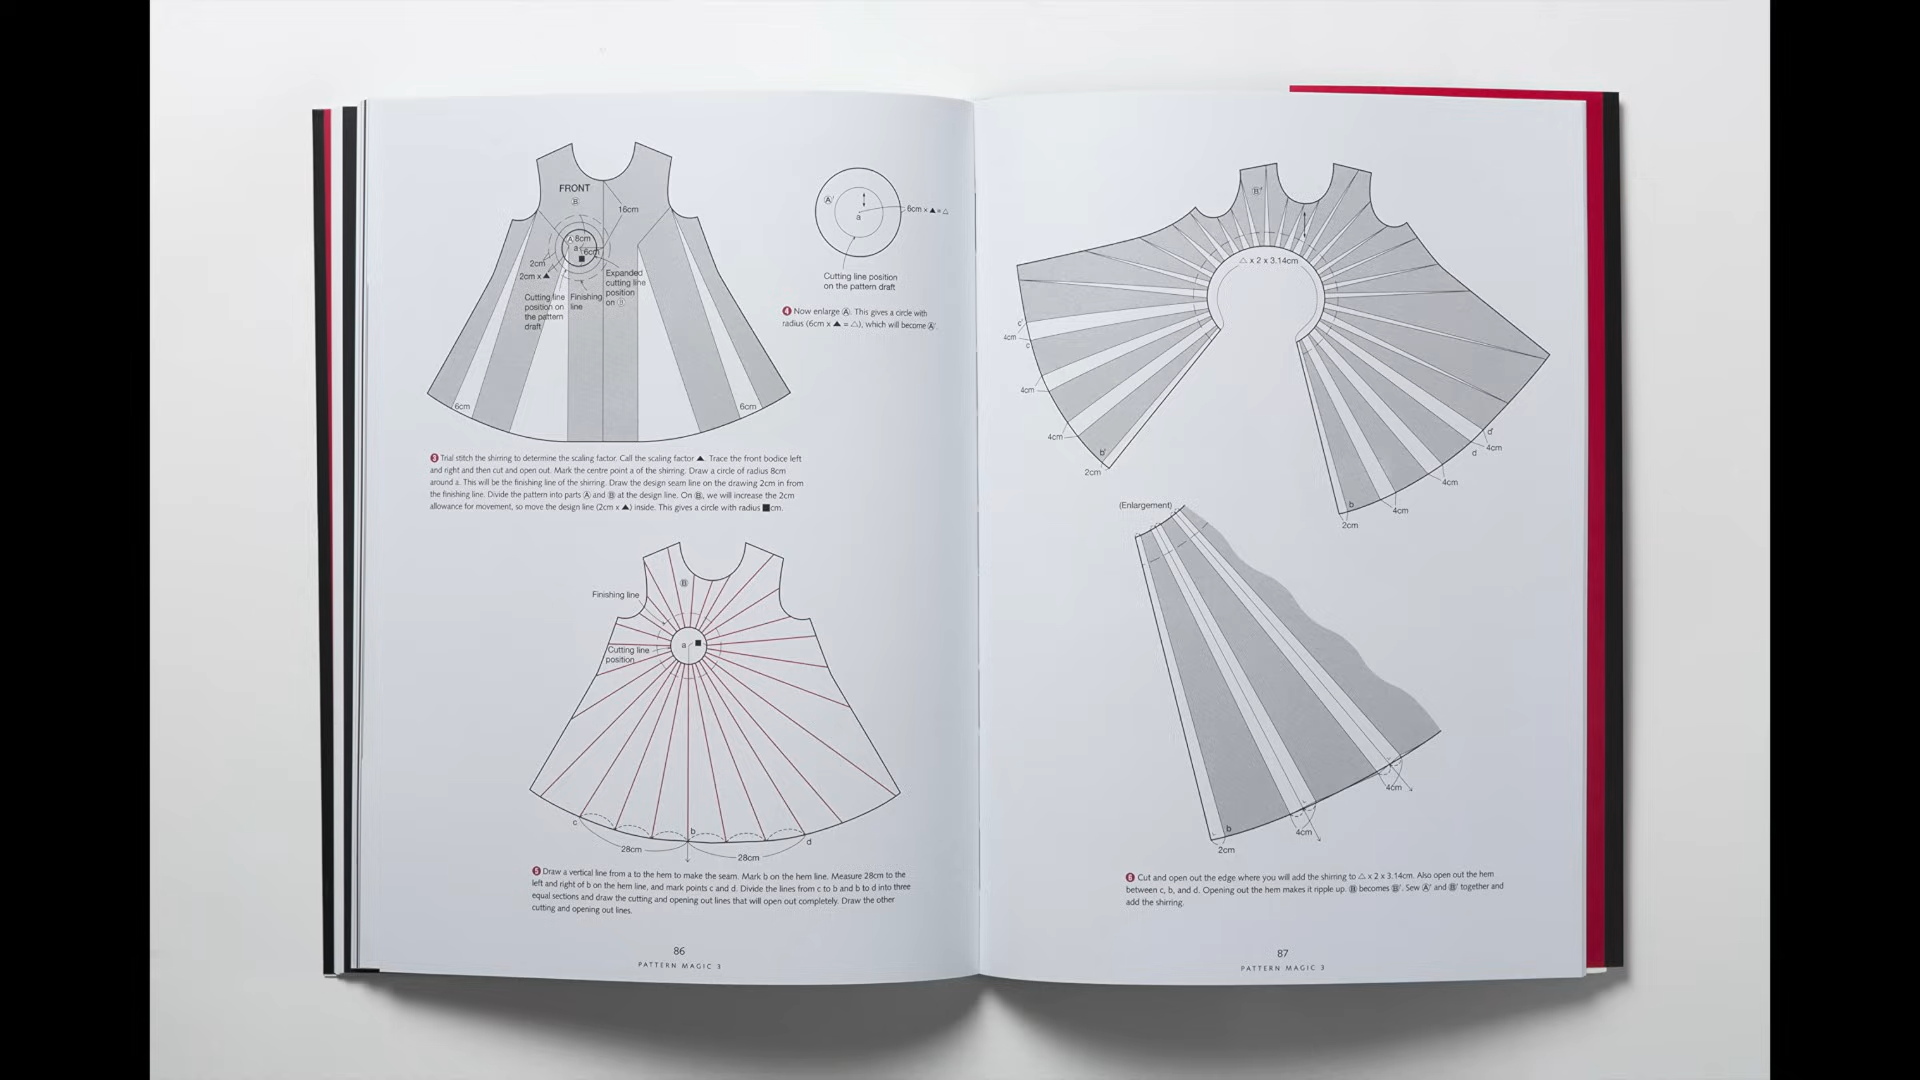 FRONT
Ⓑ
16cm
Ⓐ 8cm
a 6cm
■
2cm
2cm x ▲
Cutting line
position on
the pattern
draft
Finishing
line
Expanded
cutting line
position
on Ⓑ
6cm
6cm
Ⓐ'
a
6cm x ▲ = △
Cutting line position
on the pattern draft
4 Now enlarge Ⓐ. This gives a circle with
radius (6cm x ▲ = △), which will become Ⓐ'.
3 Trial stitch the shirring to determine the scaling factor. Call the scaling factor ▲. Trace the front bodice left
and right and then cut and open out. Mark the centre point a of the shirring. Draw a circle of radius 8cm
around a. This will be the finishing line of the shirring. Draw the design seam line on the drawing 2cm in from
the finishing line. Divide the pattern into parts Ⓐ and Ⓑ at the design line. On Ⓑ, we will increase the 2cm
allowance for movement, so move the design line (2cm x ▲) inside. This gives a circle with radius ■cm.
Ⓑ
Finishing line
a ■
Cutting line
position
c
b
d
28cm
28cm
5 Draw a vertical line from a to the hem to make the seam. Mark b on the hem line. Measure 28cm to the
left and right of b on the hem line, and mark points c and d. Divide the lines from c to b and b to d into three
equal sections and draw the cutting and opening out lines that will open out completely. Draw the other
cutting and opening out lines.
86
PATTERN MAGIC 3
Ⓑ'
△ x 2 x 3.14cm
c'
4cm
c
4cm
4cm
b'
2cm
d'
4cm
d
4cm
b
4cm
2cm
(Enlargement)
4cm
b
4cm
2cm
6 Cut and open out the edge where you will add the shirring to △ x 2 x 3.14cm. Also open out the hem
between c, b, and d. Opening out the hem makes it ripple up. Ⓑ becomes Ⓑ'. Sew Ⓐ' and Ⓑ' together and
add the shirring.
87
PATTERN MAGIC 3